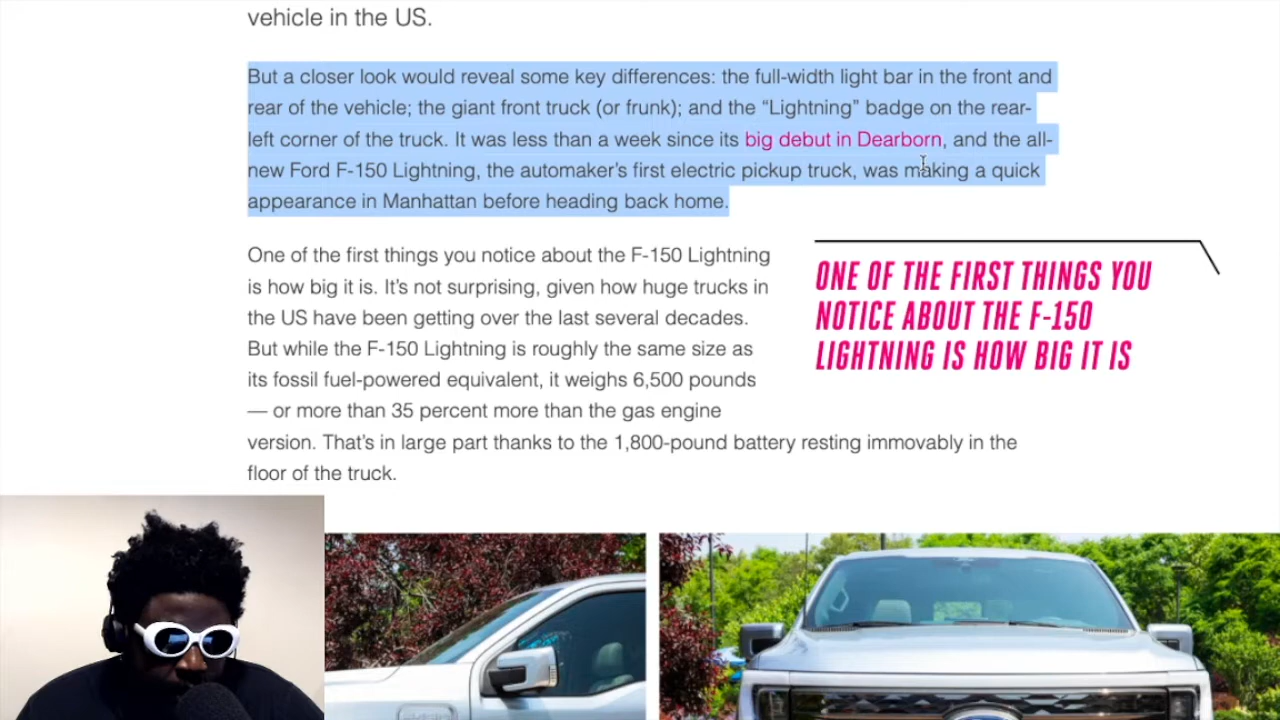 vehicle in the US.
But a closer look would reveal some key differences: the full-width light bar in the front and
rear of the vehicle; the giant front truck (or frunk); and the “Lightning” badge on the rear-
left corner of the truck. It was less than a week since its big debut in Dearborn, and the all-
new Ford F-150 Lightning, the automaker’s first electric pickup truck, was making a quick
appearance in Manhattan before heading back home.
One of the first things you notice about the F-150 Lightning
is how big it is. It’s not surprising, given how huge trucks in
the US have been getting over the last several decades.
But while the F-150 Lightning is roughly the same size as
its fossil fuel-powered equivalent, it weighs 6,500 pounds
— or more than 35 percent more than the gas engine
version. That’s in large part thanks to the 1,800-pound battery resting immovably in the
floor of the truck.
ONE OF THE FIRST THINGS YOU
NOTICE ABOUT THE F-150
LIGHTNING IS HOW BIG IT IS